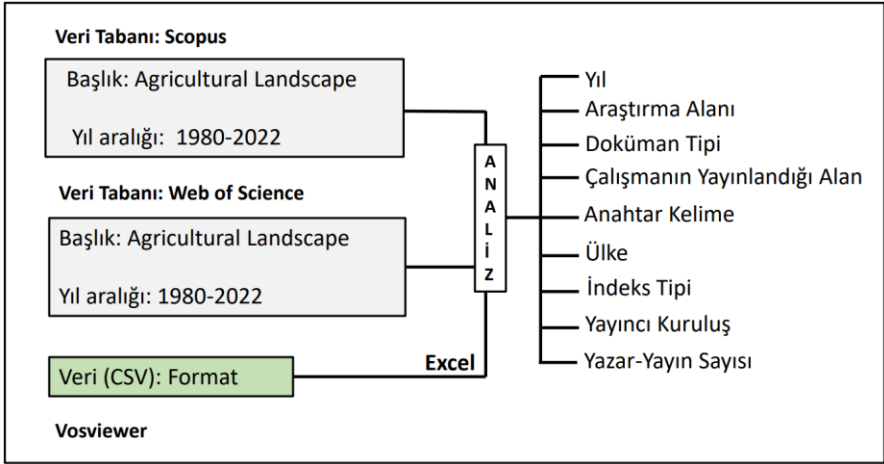 Veri Tabanı: Scopus
Başlık: Agricultural Landscape
Yıl aralığı: 1980-2022
Veri Tabanı: Web of Science
Başlık: Agricultural Landscape
Yıl aralığı: 1980-2022
Veri (CSV): Format
Excel
Vosviewer
ANALİZ
Yıl
Araştırma Alanı
Doküman Tipi
Çalışmanın Yayınlandığı Alan
Anahtar Kelime
Ülke
İndeks Tipi
Yayıncı Kuruluş
Yazar-Yayın Sayısı